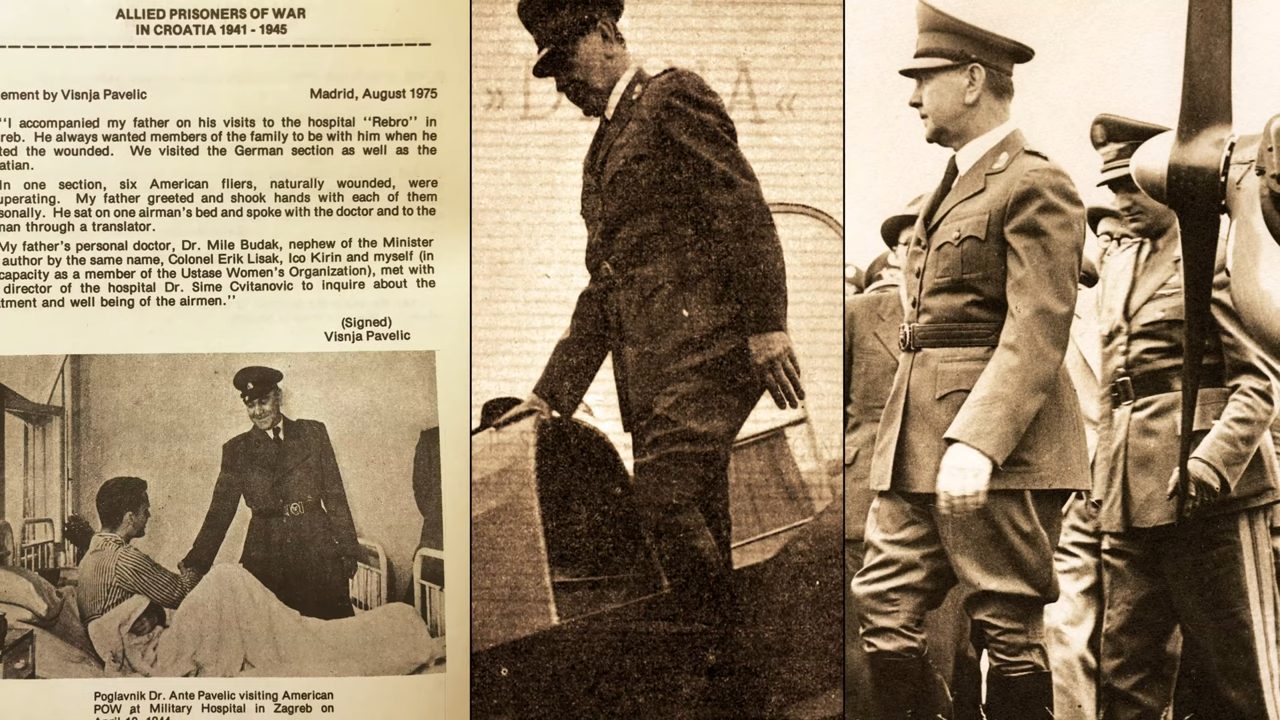 ALLIED PRISONERS OF WAR
IN CROATIA 1941 - 1945
ement by Visnja Pavelic Madrid, August 1975
"I accompanied my father on his visits to the hospital "Rebro" in
reb. He always wanted members of the family to be with him when he
ted the wounded. We visited the German section as well as the
atian.
In one section, six American fliers, naturally wounded, were
uperating. My father greeted and shook hands with each of them
sonally. He sat on one airman's bed and spoke with the doctor and to the
man through a translator.
My father's personal doctor, Dr. Mile Budak, nephew of the Minister
author by the same name, Colonel Erik Lisak, Ico Kirin and myself (in
capacity as a member of the Ustase Women's Organization), met with
director of the hospital Dr. Sime Cvitanovic to inquire about the
tment and well being of the airmen."
(Signed)
Visnja Pavelic
Poglavnik Dr. Ante Pavelic visiting American
POW at Military Hospital in Zagreb on
April